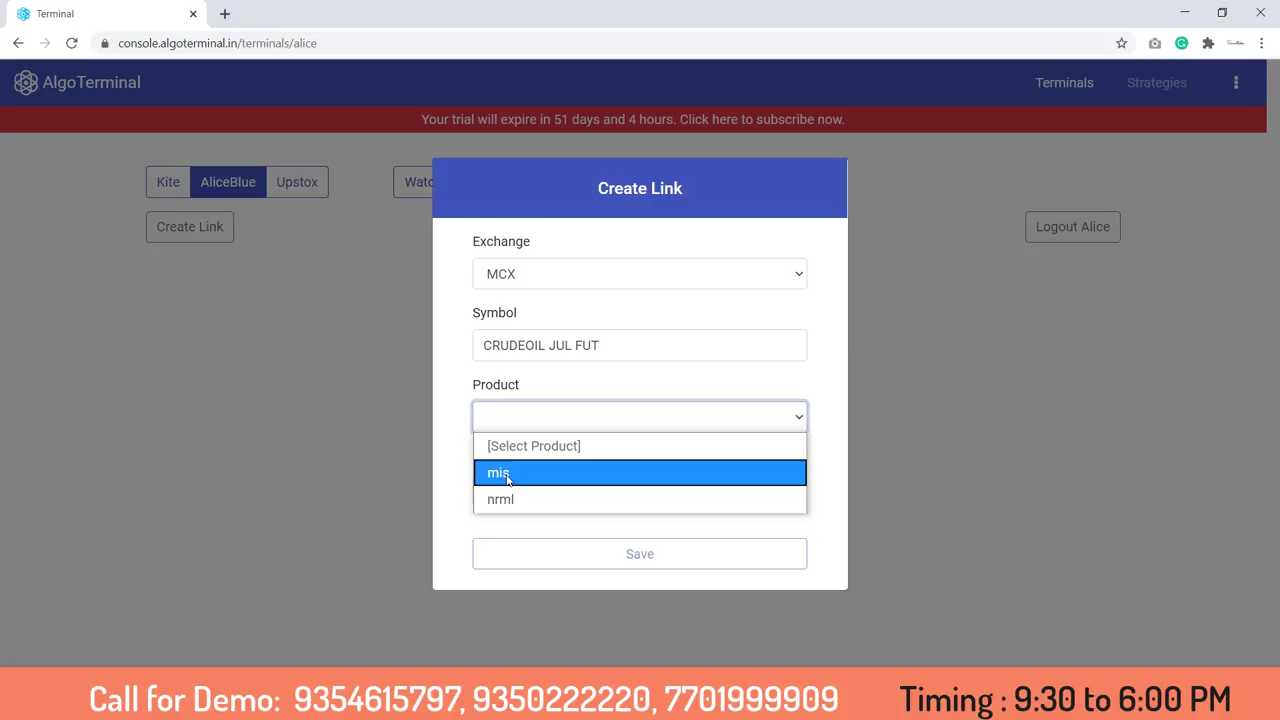 Terminal
console.algoterminal.in/terminals/alice
AlgoTerminal
Terminals
Strategies
Your trial will expire in 51 days and 4 hours. Click here to subscribe now.
Kite
AliceBlue
Upstox
Watc
Create Link
Logout Alice
Create Link
Exchange
MCX
Symbol
CRUDEOIL JUL FUT
Product
[Select Product]
mis
nrml
Save
Call for Demo: 9354615797, 9350222220, 7701999909
Timing : 9:30 to 6:00 PM